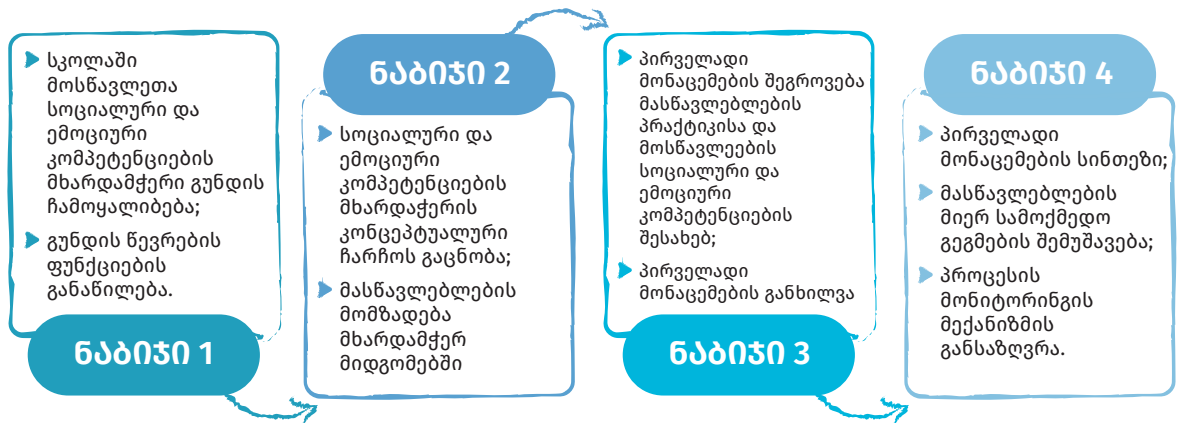 სკოლაში
მოსწავლეთა
სოციალური და
ემოციური
კომპეტენციების
მხარდამჭერი გუნდის
ჩამოყალიბება;
გუნდის წევრების
ფუნქციების
განაწილება.
ნაბიჯი 1
ნაბიჯი 2
სოციალური და
ემოციური
კომპეტენციების
მხარდაჭერის
კონცეპტუალური
ჩარჩოს გაცნობა;
მასწავლებლების
მომზადება
მხარდამჭერ
მიდგომებში
პირველადი
მონაცემების შეგროვება
მასწავლებლების
პრაქტიკისა და
მოსწავლეების
სოციალური და
ემოციური
კომპეტენციების
შესახებ;
პირველადი
მონაცემების განხილვა
ნაბიჯი 3
ნაბიჯი 4
პირველადი
მონაცემების სინთეზი;
მასწავლებლების
მიერ სამოქმედო
გეგმების შემუშავება;
პროცესის
მონიტორინგის
მექანიზმის
განსაზღვრა.